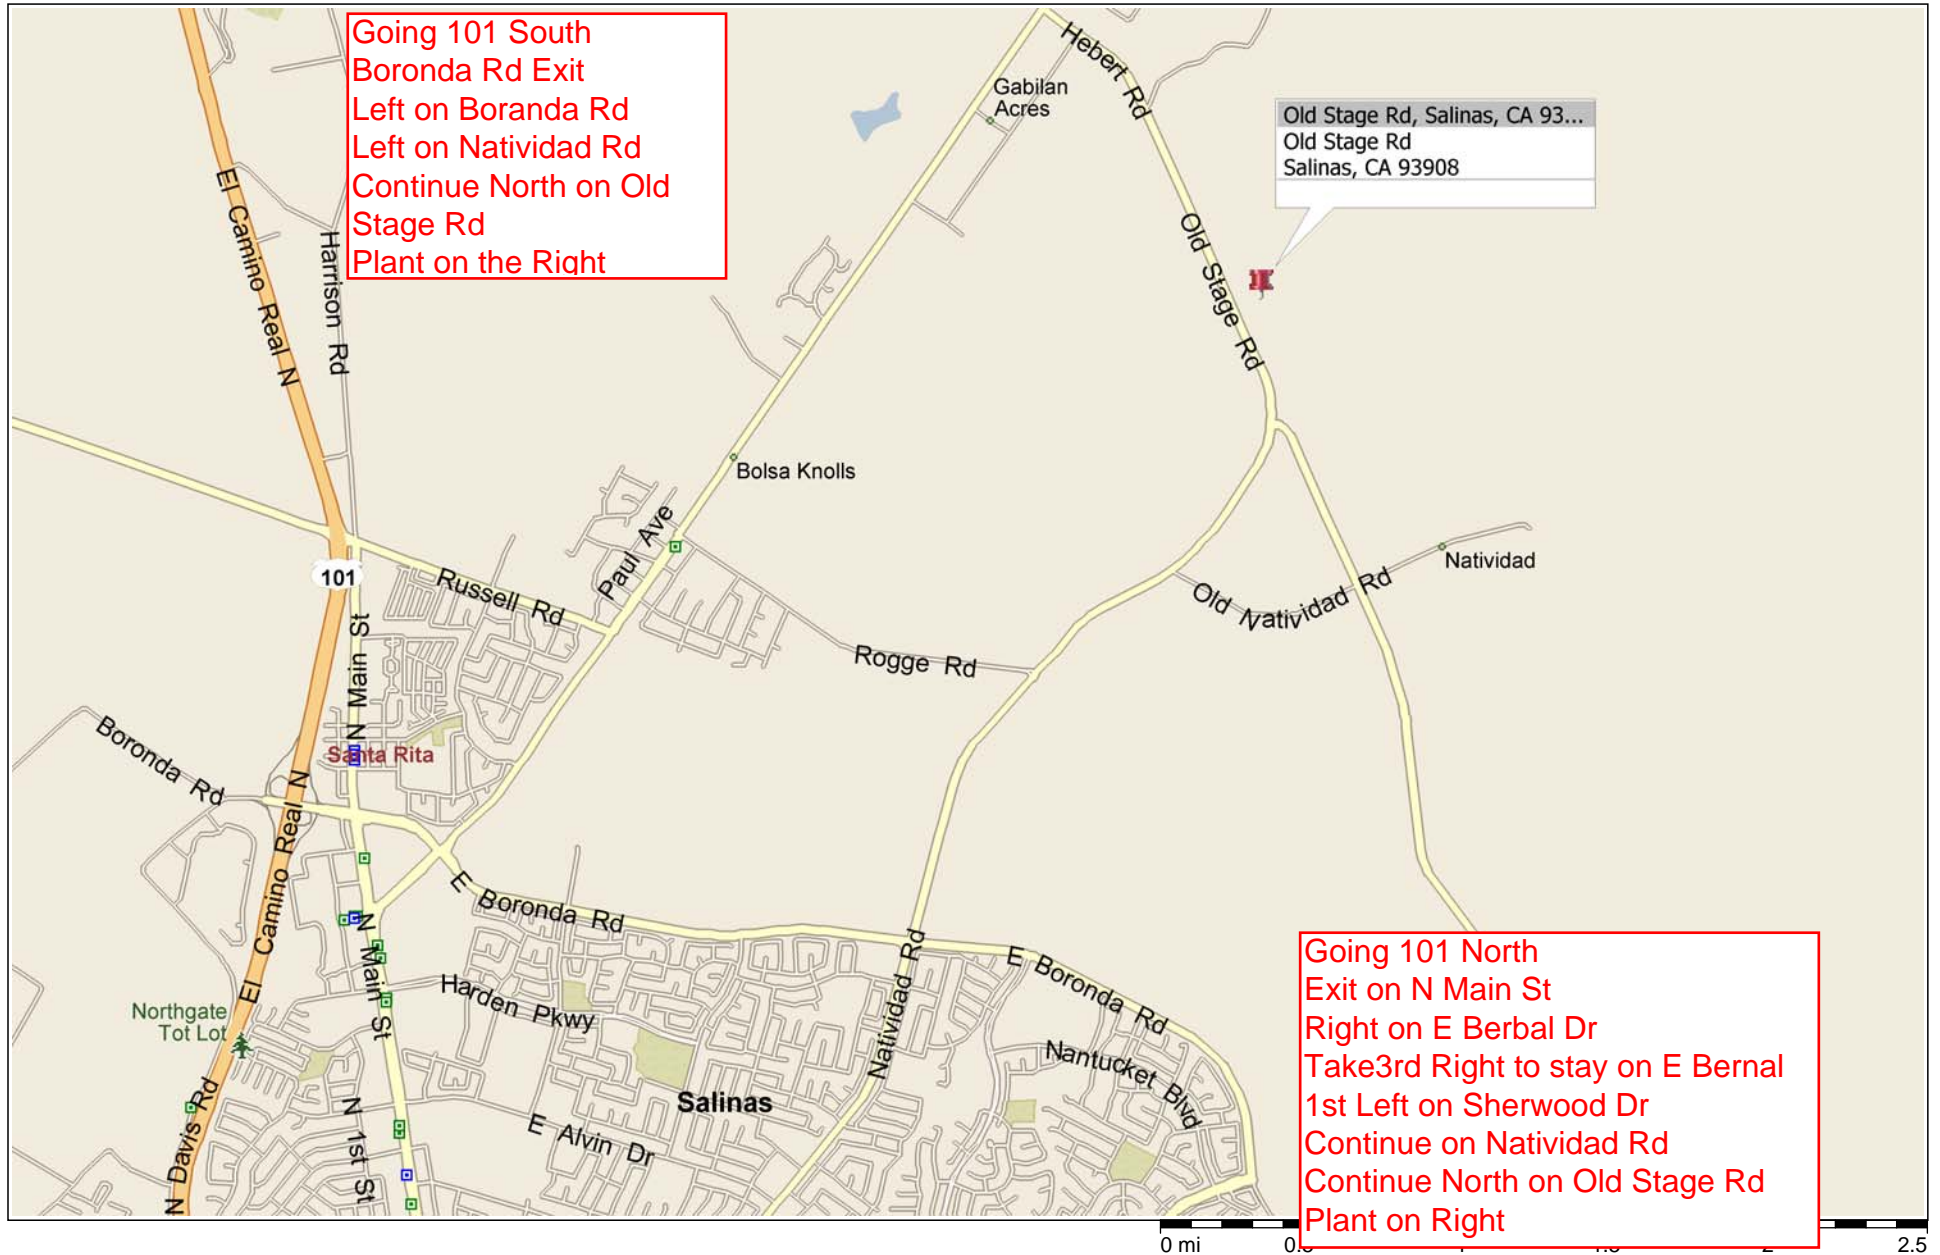 Going 101 South
Boronda Rd Exit
Left on Boranda Rd
Left on Natividad Rd
Continue North on Old
Stage Rd
Plant on the Right
Hebert Rd
Gabilan
Acres
Old Stage Rd, Salinas, CA 93...
Old Stage Rd
Salinas, CA 93908
El Camino Real N
Harrison Rd
Old Stage Rd
Bolsa Knolls
Paul Ave
101
Russell Rd
Natividad
Old Natividad Rd
Rogge Rd
N Main St
Boronda Rd
Santa Rita
El Camino Real N
E Boronda Rd
N Main St
Natividad Rd
E Boronda Rd
Harden Pkwy
Northgate
Tot Lot
Nantucket Blvd
Salinas
N Davis Rd
N 1st St
E Alvin Dr
Going 101 North
Exit on N Main St
Right on E Berbal Dr
Take3rd Right to stay on E Bernal
1st Left on Sherwood Dr
Continue on Natividad Rd
Continue North on Old Stage Rd
Plant on Right
0 mi
2.5